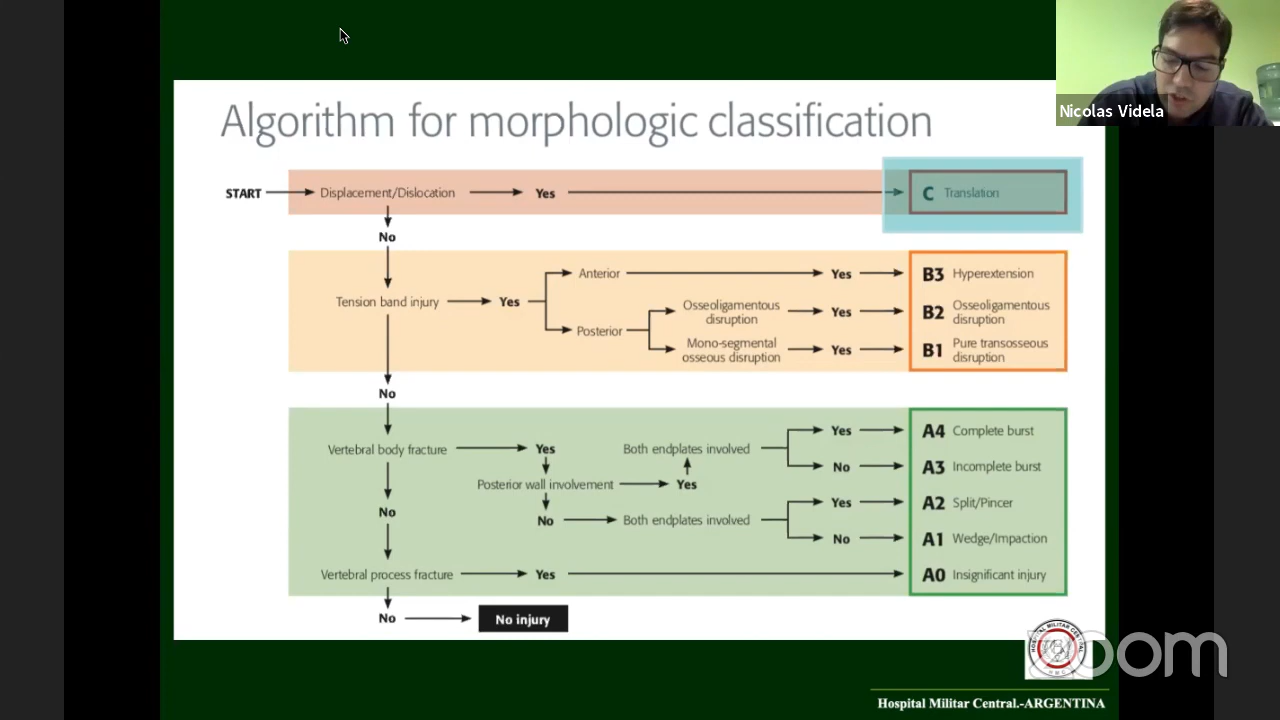 Nicolas Videla
Algorithm for morphologic classification
START
Displacement/Dislocation
Yes
C Translation
No
Tension band injury
Yes
Anterior
Yes
B3 Hyperextension
Posterior
Osseoligamentous
disruption
Yes
B2 Osseoligamentous
disruption
Mono-segmental
osseous disruption
Yes
B1 Pure transosseous
disruption
No
Vertebral body fracture
Yes
Both endplates involved
Yes
A4 Complete burst
No
A3 Incomplete burst
Posterior wall involvement
Yes
No
Both endplates involved
Yes
A2 Split/Pincer
No
A1 Wedge/Impaction
No
Vertebral process fracture
Yes
A0 Insignificant injury
No
No injury
HOSPITAL MILITAR CENTRAL
zoom
Hospital Militar Central.-ARGENTINA